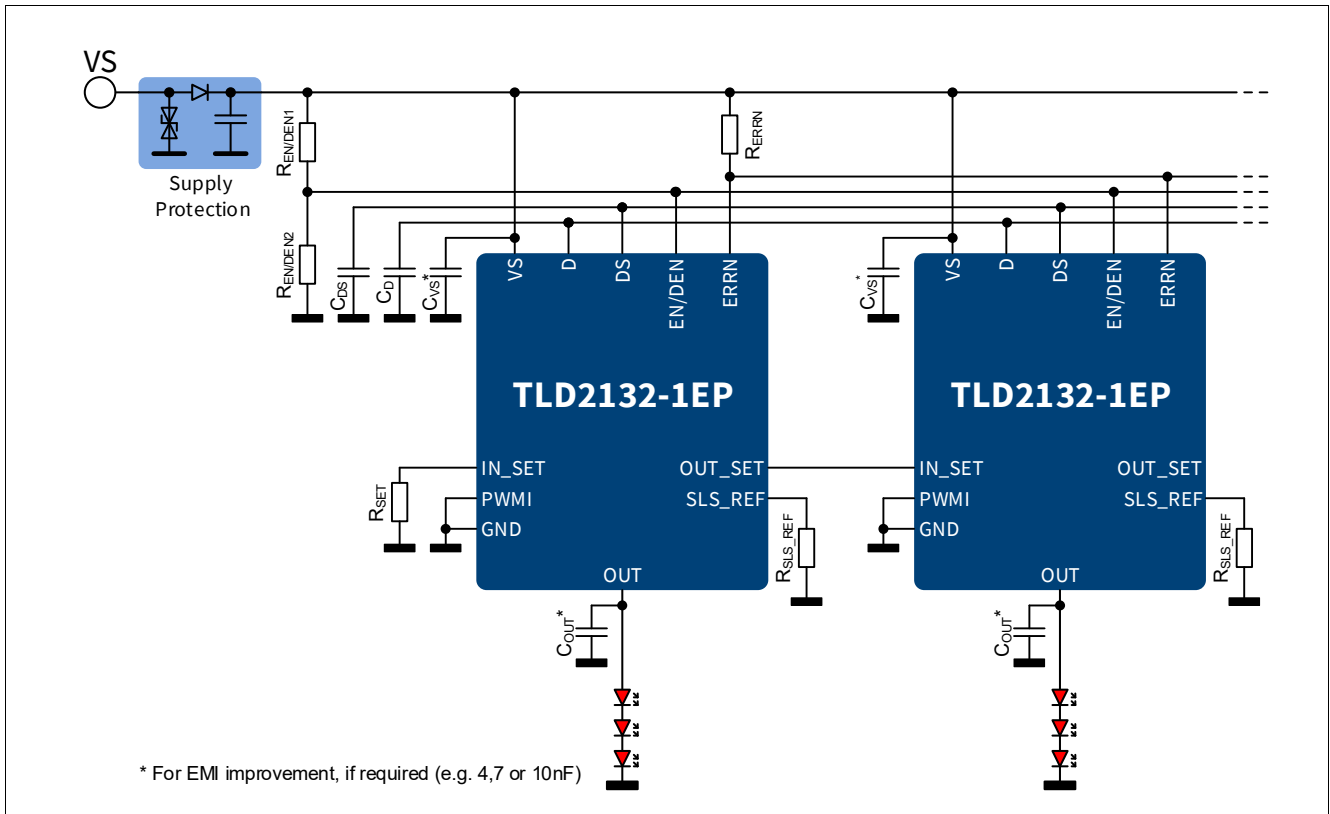 VS
Supply
Protection
REN/DEN1
REN/DEN2
CDS
CD
CVS*
RERRN
CVS*
VS
D
DS
EN/DEN
ERRN
VS
D
DS
EN/DEN
ERRN
TLD2132-1EP
TLD2132-1EP
RSET
IN_SET
PWMI
GND
OUT_SET
SLS_REF
RSLS_REF
OUT
IN_SET
PWMI
GND
OUT_SET
SLS_REF
RSLS_REF
OUT
COUT*
COUT*
* For EMI improvement, if required (e.g. 4,7 or 10nF)